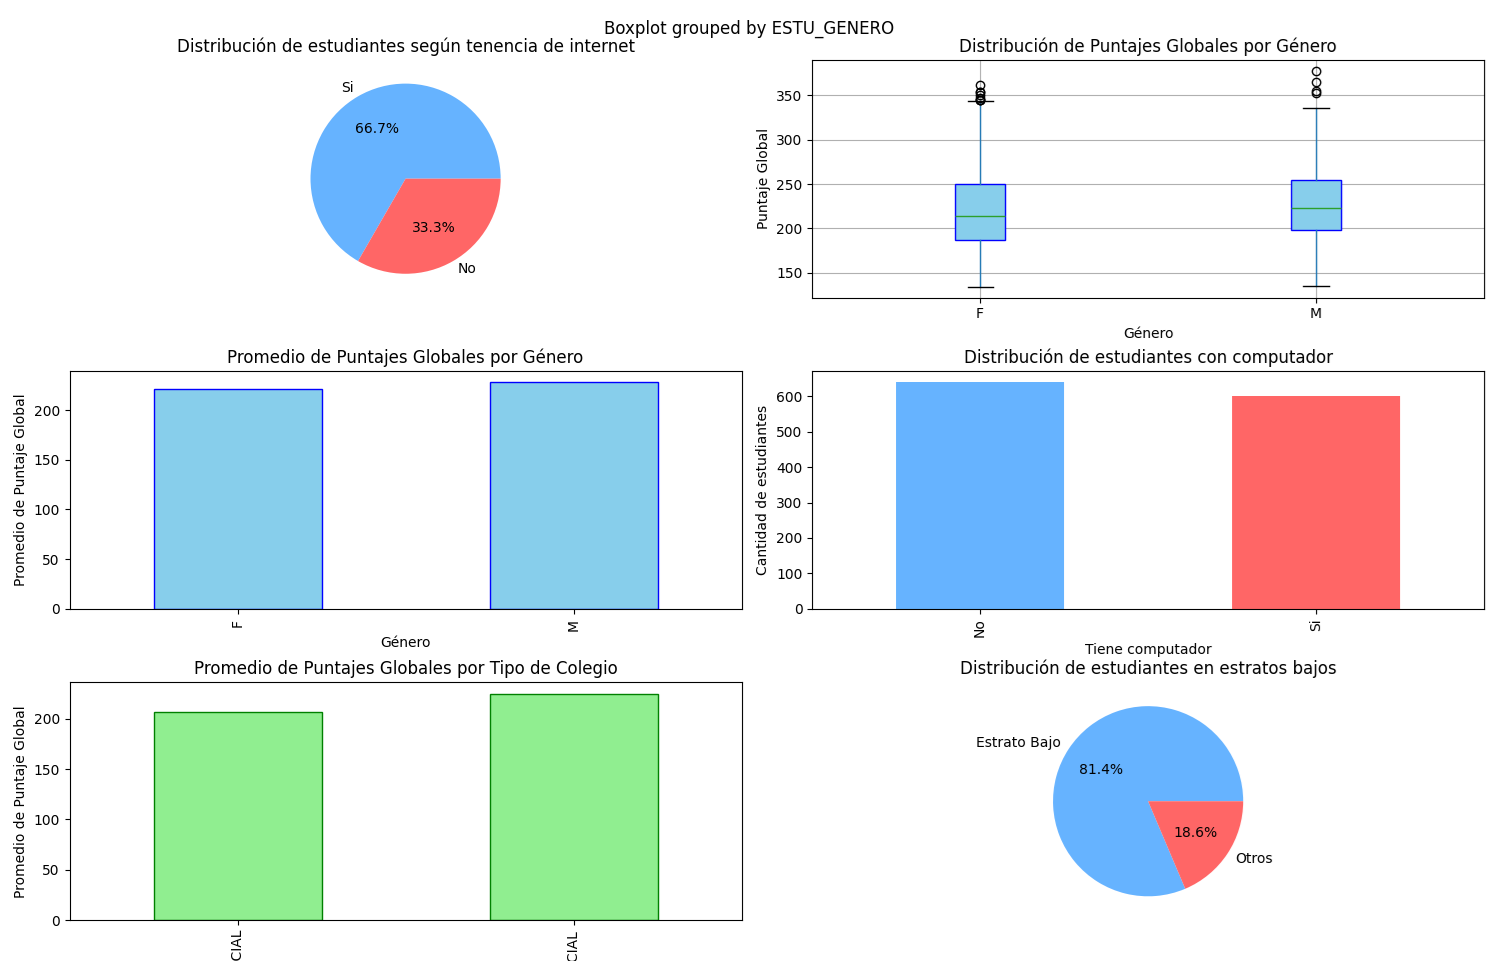 Boxplot grouped by ESTU_GENERO
Distribución de estudiantes según tenencia de internet
Si
66.7%
33.3%
No
Distribución de Puntajes Globales por Género
Puntaje Global
350
300
250
200
150
F
M
Género
Promedio de Puntajes Globales por Género
Promedio de Puntaje Global
200
150
100
50
0
F
M
Género
Distribución de estudiantes con computador
Cantidad de estudiantes
600
500
400
300
200
100
0
No
Si
Tiene computador
Promedio de Puntajes Globales por Tipo de Colegio
Promedio de Puntaje Global
200
150
100
50
0
CIAL
CIAL
Distribución de estudiantes en estratos bajos
Estrato Bajo
81.4%
18.6%
Otros